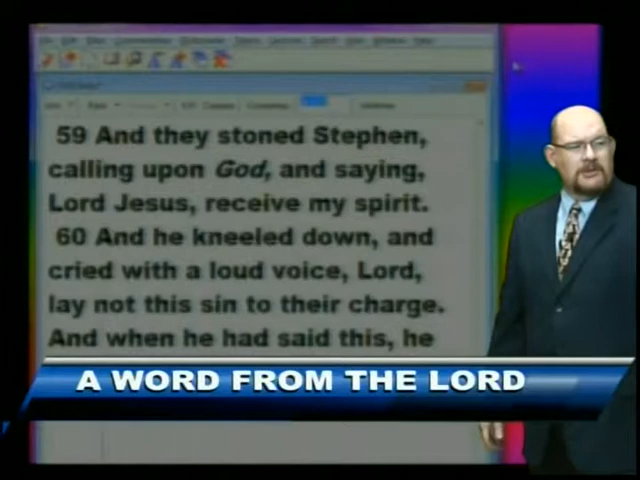 59 And they stoned Stephen,
calling upon God, and saying,
Lord Jesus, receive my spirit.
60 And he kneeled down, and
cried with a loud voice, Lord,
lay not this sin to their charge.
And when he had said this, he
A WORD FROM THE LORD